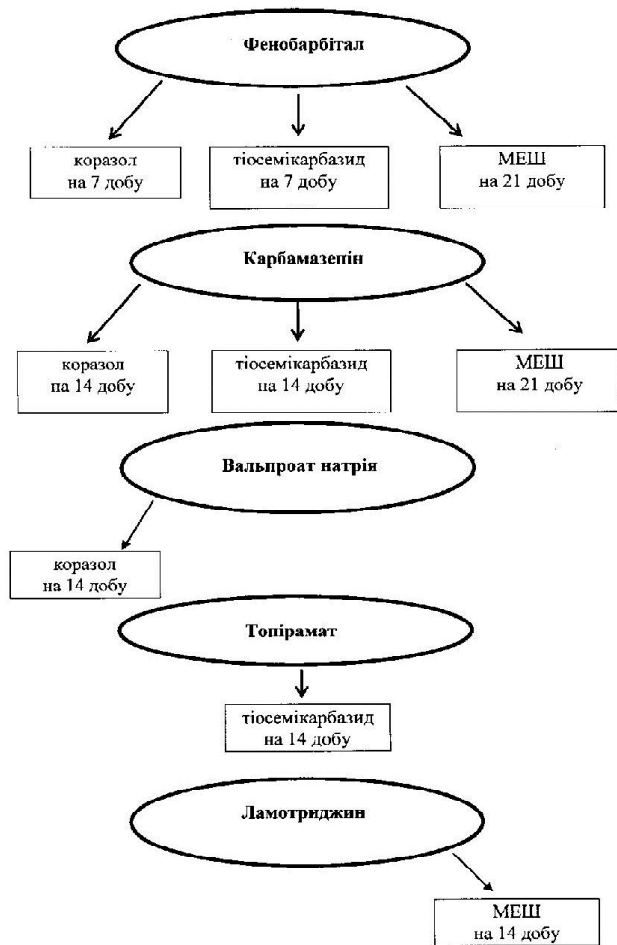 Фенобарбітал
коразол
на 7 добу
тіосемікарбазид
на 7 добу
МЕШ
на 21 добу
Карбамазепін
коразол
па 14 добу
тіосемікарбазид
на 14 добу
МЕШ
на 21 добу
Вальпроат натрія
коразол
на 14 добу
Топірамат
тіосемікарбазид
на 14 добу
Ламотриджин
МЕШ
на 14 добу